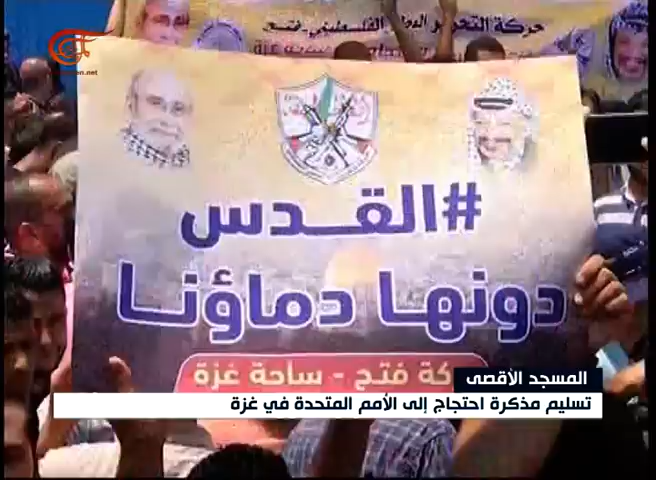 حركة التحرير الوطني الفلسطيني - فتح
غزة
#القدس
دونها دماؤنا
كة فتح - ساحة غزة
المسجد الأقصى
تسليم مذكرة احتجاج إلى الأمم المتحدة في غزة